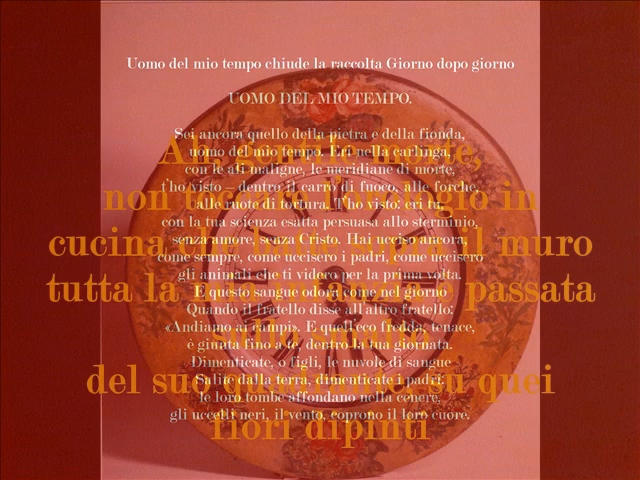 Uomo del mio tempo chiude la raccolta Giorno dopo giorno
UOMO DEL MIO TEMPO.
Sei ancora quello della pietra e della fionda,
uomo del mio tempo. Eri nella carlinga,
con le ali maligne, le meridiane di morte,
t'ho visto – dentro il carro di fuoco, alle forche,
alle ruote di tortura. T'ho visto: eri tu,
con la tua scienza esatta persuasa allo sterminio,
senza amore, senza Cristo. Hai ucciso ancora,
come sempre, come uccisero i padri, come uccisero
gli animali che ti videro per la prima volta.
E questo sangue odora come nel giorno
Quando il fratello disse all'altro fratello:
«Andiamo ai campi». E quell'eco fredda, tenace,
è giunta fino a te, dentro la tua giornata.
Dimenticate, o figli, le nuvole di sangue
Salite dalla terra, dimenticate i padri:
le loro tombe affondano nella cenere,
gli uccelli neri, il vento, coprono il loro cuore.
Ah, gentile morte,
non toccare l'orologio in
cucina il muro
tutta la passata
del suo quadrante, su quei
fiori dipinti